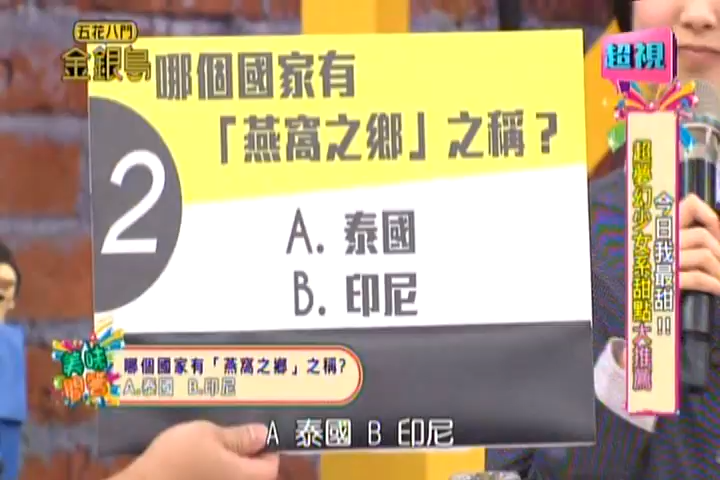 五花八門
金銀島
超視
哪個國家有
「燕窩之鄉」之稱？
2
A. 泰國
B. 印尼
今日我最甜!!
超夢幻少女系甜點大推薦
美味
哪個國家有「燕窩之鄉」之稱?
A.泰國 B.印尼
A 泰國 B 印尼